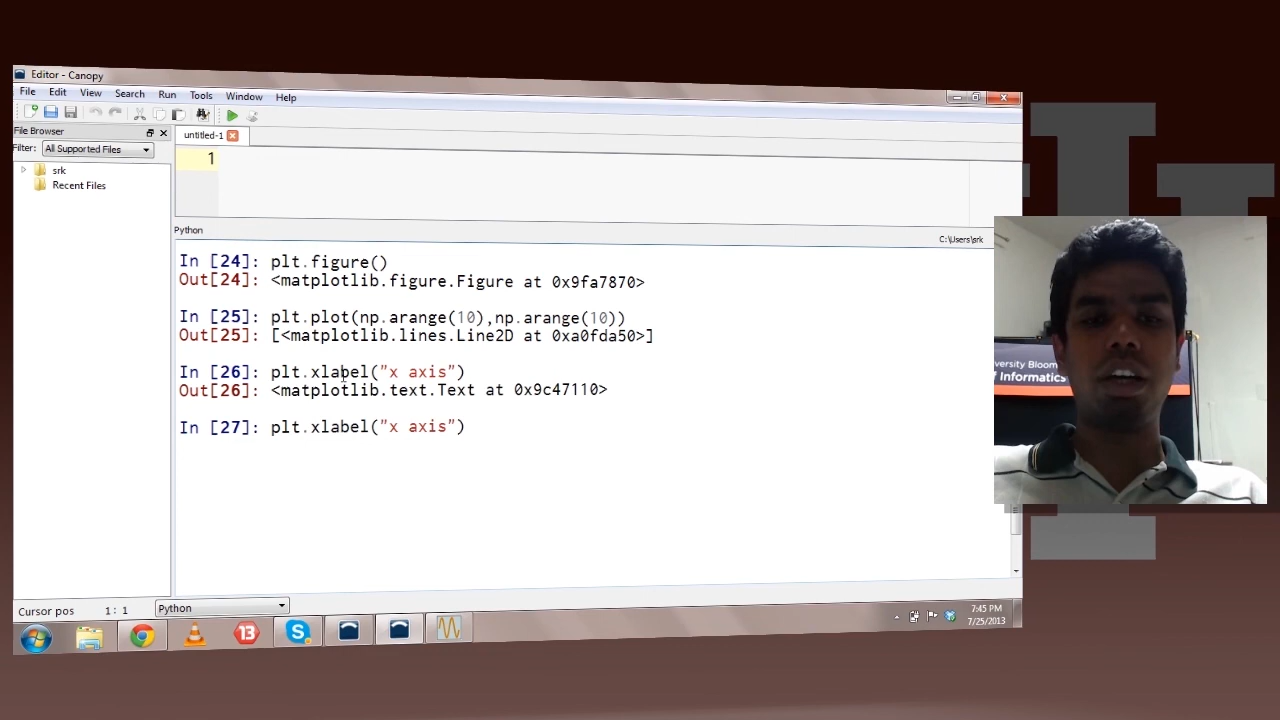 Editor - Canopy
File Edit View Search Run Tools Window Help
File Browser
Filter: All Supported Files
srk
Recent Files
untitled-1
1
Python
C:\Users\srk
In [24]: plt.figure()
Out[24]: <matplotlib.figure.Figure at 0x9fa7870>
In [25]: plt.plot(np.arange(10),np.arange(10))
Out[25]: [<matplotlib.lines.Line2D at 0xa0fda50>]
In [26]: plt.xlabel("x axis")
Out[26]: <matplotlib.text.Text at 0x9c47110>
In [27]: plt.xlabel("x axis")
iversity Bloom
f Informatics
Cursor pos 1: 1 Python
13
7:45 PM
7/25/2013